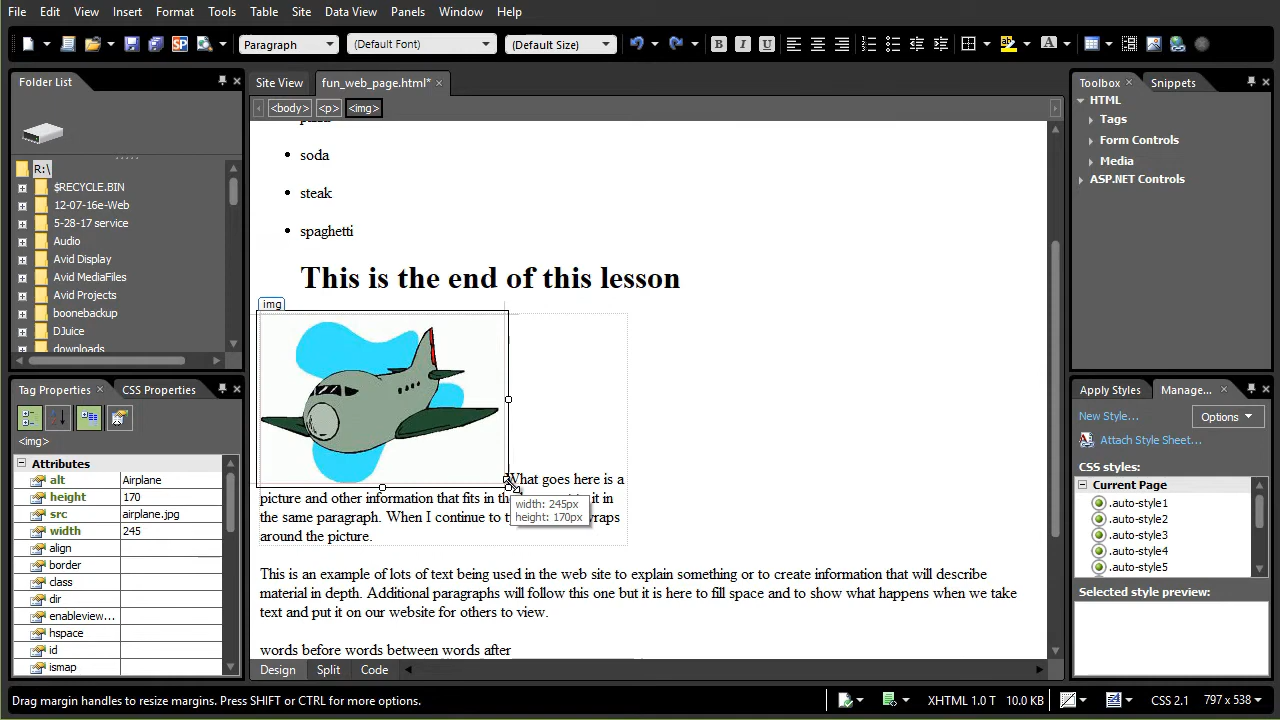 File Edit View Insert Format Tools Table Site Data View Panels Window Help
Paragraph (Default Font) (Default Size) B I U
Folder List
R:\
$RECYCLE.BIN
12-07-16e-Web
5-28-17 service
Audio
Avid Display
Avid MediaFiles
Avid Projects
boonebackup
DJuice
downloads
Tag Properties × CSS Properties
<img>
Attributes
alt Airplane
height 170
src airplane.jpg
width 245
align
border
class
dir
enableview...
hspace
id
ismap
Site View fun_web_page.html* ×
<body> <p> <img>
soda
steak
spaghetti
This is the end of this lesson
img
What goes here is a
picture and other information that fits in
it in
the same paragraph. When I continue to
wraps
around the picture.
width: 245px
height: 170px
This is an example of lots of text being used in the web site to explain something or to create information that will describe
material in depth. Additional paragraphs will follow this one but it is here to fill space and to show what happens when we take
text and put it on our website for others to view.
words before words between words after
Design Split Code
Toolbox × Snippets
HTML
Tags
Form Controls
Media
ASP.NET Controls
Apply Styles Manage... ×
New Style... Options
Attach Style Sheet...
CSS styles:
Current Page
.auto-style1
.auto-style2
.auto-style3
.auto-style4
.auto-style5
Selected style preview:
Drag margin handles to resize margins. Press SHIFT or CTRL for more options. XHTML 1.0 T 10.0 KB CSS 2.1 797 x 538